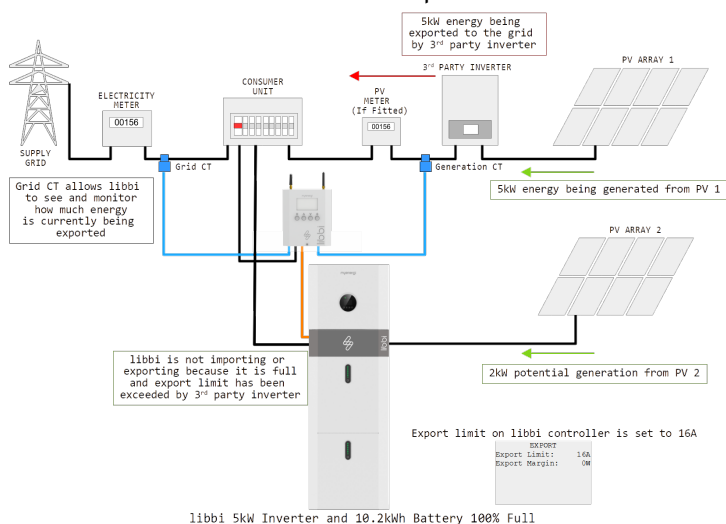 5kW energy being
exported to the grid
by 3rd party inverter
3rd PARTY INVERTER
PV ARRAY 1
CONSUMER
UNIT
ELECTRICITY
METER
PV
METER
(If Fitted)
00156
00156
SUPPLY
GRID
Grid CT
Generation CT
Grid CT allows libbi
to see and monitor
how much energy
is currently being
exported
5kW energy being generated from PV 1
PV ARRAY 2
libbi
libbi
libbi is not importing or
exporting because it is full
and export limit has been
exceeded by 3rd party inverter
2kW potential generation from PV 2
Export limit on libbi controller is set to 16A
EXPORT
Export Limit: 16A
Export Margin: 0W
libbi 5kW Inverter and 10.2kWh Battery 100% Full